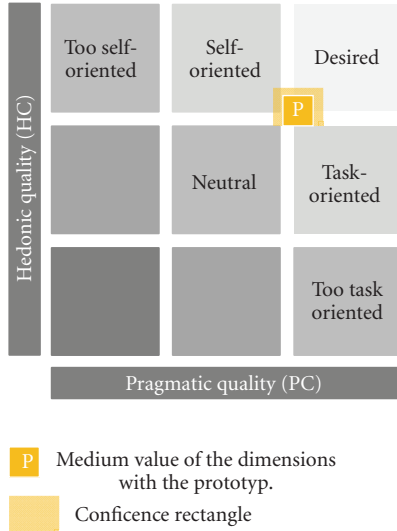 Too self-
oriented
Self-
oriented
Desired
P
Hedonic quality (HC)
Neutral
Task-
oriented
Too task
oriented
Pragmatic quality (PC)
P
Medium value of the dimensions
with the prototyp.
Conficence rectangle